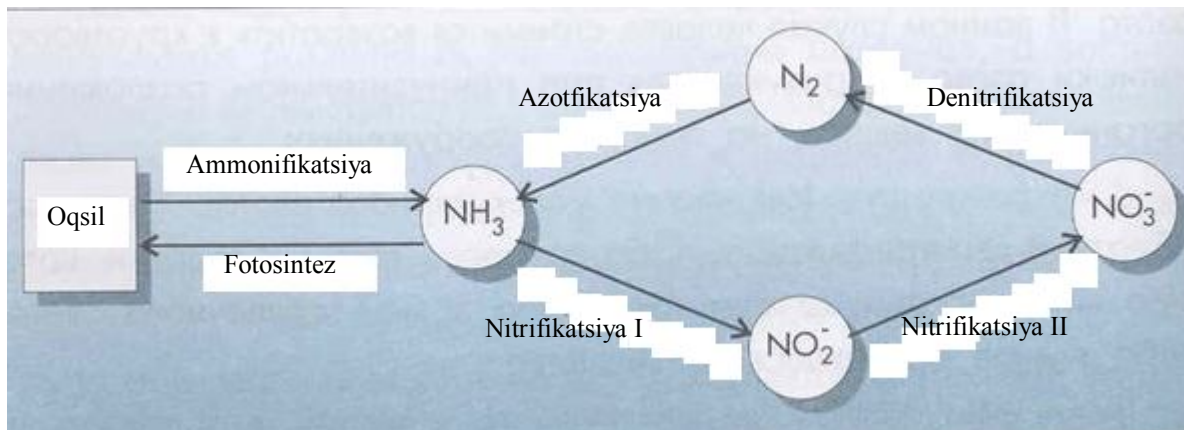 N₂
Azotfikatsiya
Denitrifikatsiya
Ammonifikatsiya
Oqsil
NH₃
NO₃⁻
Fotosintez
Nitrifikatsiya I
Nitrifikatsiya II
NO₂⁻